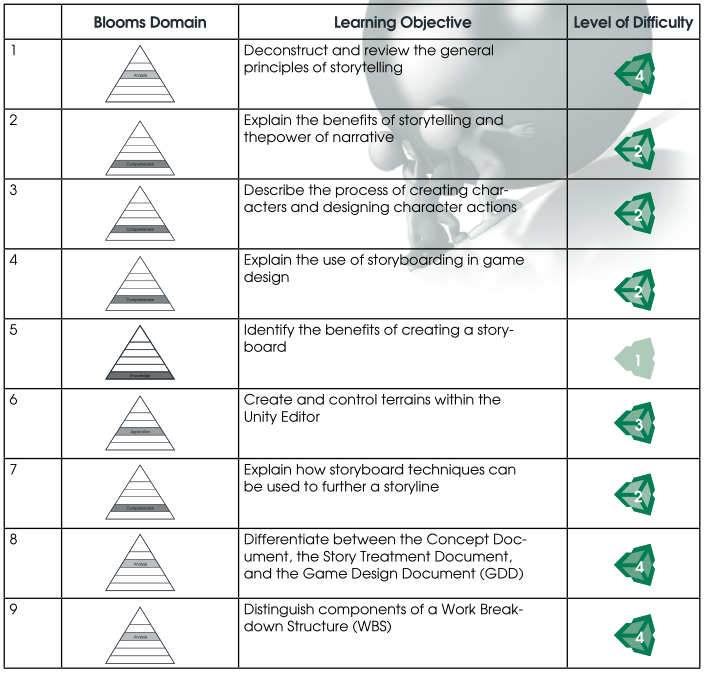 Blooms Domain Learning Objective Level of Difficulty
1
Analysis
Deconstruct and review the general
principles of storytelling
4
2
Comprehension
Explain the benefits of storytelling and
thepower of narrative
2
3
Comprehension
Describe the process of creating char-
acters and designing character actions
2
4
Comprehension
Explain the use of storyboarding in game
design
2
5
Knowledge
Identify the benefits of creating a story-
board
1
6
Application
Create and control terrains within the
Unity Editor
3
7
Comprehension
Explain how storyboard techniques can
be used to further a storyline
2
8
Analysis
Differentiate between the Concept Doc-
ument, the Story Treatment Document,
and the Game Design Document (GDD)
4
9
Analysis
Distinguish components of a Work Break-
down Structure (WBS)
4